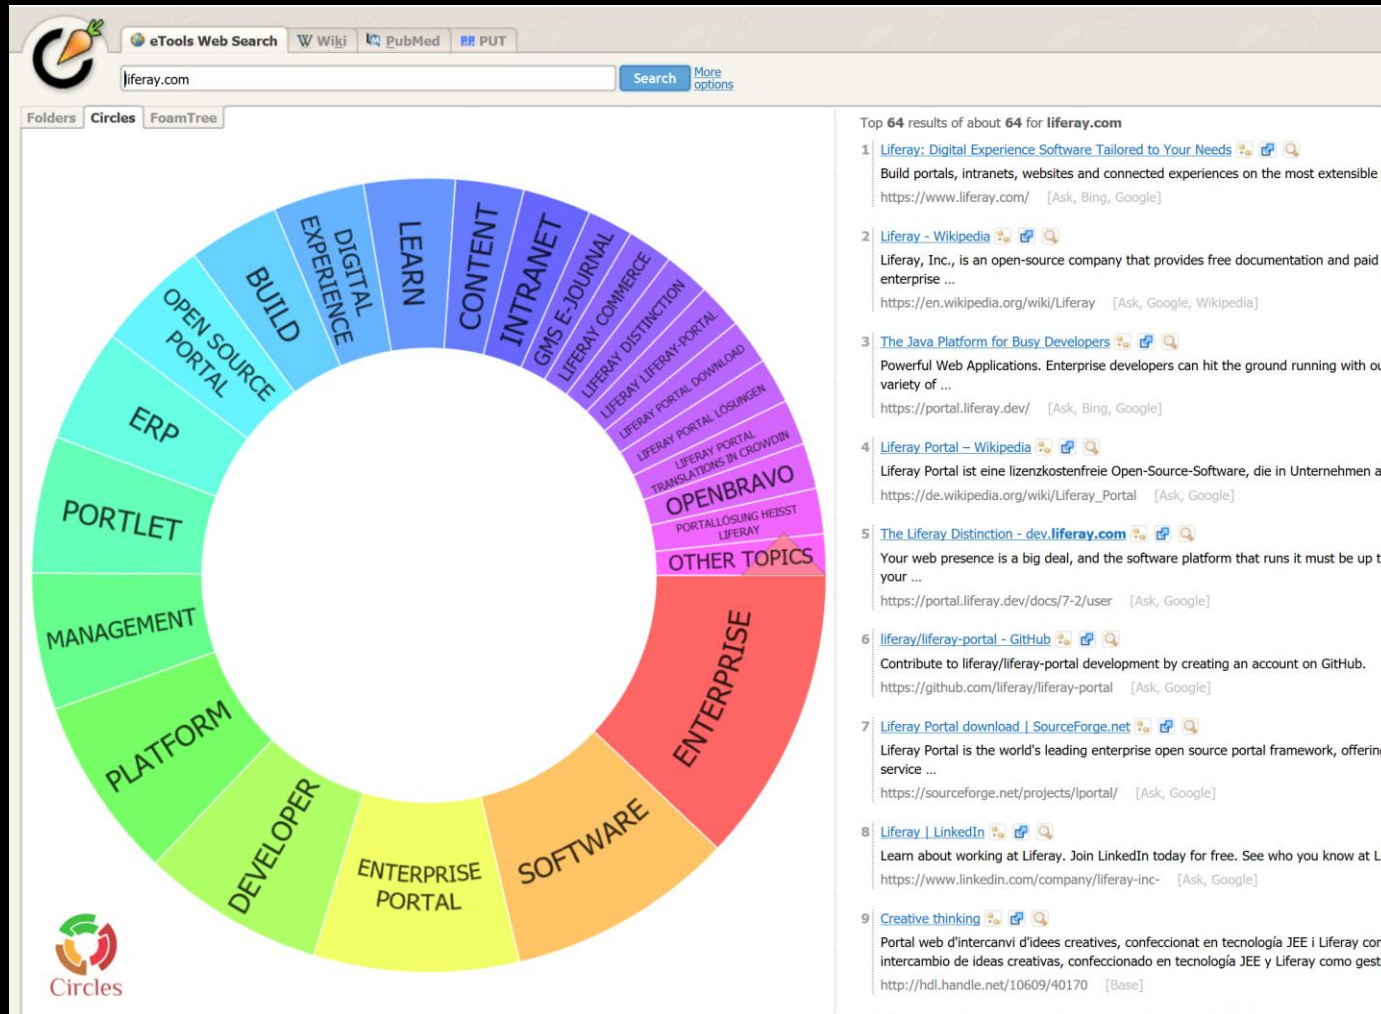 eTools Web Search Wiki PubMed PUT
liferay.com Search More options
Folders Circles FoamTree
Top 64 results of about 64 for liferay.com
1 Liferay: Digital Experience Software Tailored to Your Needs
Build portals, intranets, websites and connected experiences on the most extensible
https://www.liferay.com/ [Ask, Bing, Google]
2 Liferay - Wikipedia
Liferay, Inc., is an open-source company that provides free documentation and paid
enterprise ...
https://en.wikipedia.org/wiki/Liferay [Ask, Google, Wikipedia]
3 The Java Platform for Busy Developers
Powerful Web Applications. Enterprise developers can hit the ground running with ou
variety of ...
https://portal.liferay.dev/ [Ask, Bing, Google]
4 Liferay Portal – Wikipedia
Liferay Portal ist eine lizenzkostenfreie Open-Source-Software, die in Unternehmen a
https://de.wikipedia.org/wiki/Liferay_Portal [Ask, Google]
5 The Liferay Distinction - dev.liferay.com
Your web presence is a big deal, and the software platform that runs it must be up t
your ...
https://portal.liferay.dev/docs/7-2/user [Ask, Google]
6 liferay/liferay-portal - GitHub
Contribute to liferay/liferay-portal development by creating an account on GitHub.
https://github.com/liferay/liferay-portal [Ask, Google]
7 Liferay Portal download | SourceForge.net
Liferay Portal is the world's leading enterprise open source portal framework, offering
service ...
https://sourceforge.net/projects/lportal/ [Ask, Google]
8 Liferay | LinkedIn
Learn about working at Liferay. Join LinkedIn today for free. See who you know at L
https://www.linkedin.com/company/liferay-inc- [Ask, Google]
9 Creative thinking
Portal web d'intercanvi d'idees creatives, confeccionat en tecnología JEE i Liferay con
intercambio de ideas creativas, confeccionado en tecnología JEE y Liferay como gest
http://hdl.handle.net/10609/40170 [Base]
ENTERPRISE
SOFTWARE
ENTERPRISE
PORTAL
DEVELOPER
PLATFORM
MANAGEMENT
PORTLET
ERP
OPEN SOURCE
PORTAL
BUILD
DIGITAL
EXPERIENCE
LEARN
CONTENT
INTRANET
GMS E-JOURNAL
LIFERAY COMMERCE
LIFERAY DISTINCTION
LIFERAY LIFERAY-PORTAL
LIFERAY PORTAL DOWNLOAD
LIFERAY PORTAL LÖSUNGEN
LIFERAY PORTAL
TRANSLATIONS IN CROWDIN
OPENBRAVO
PORTALLÖSUNG HEISST
LIFERAY
OTHER TOPICS
Circles